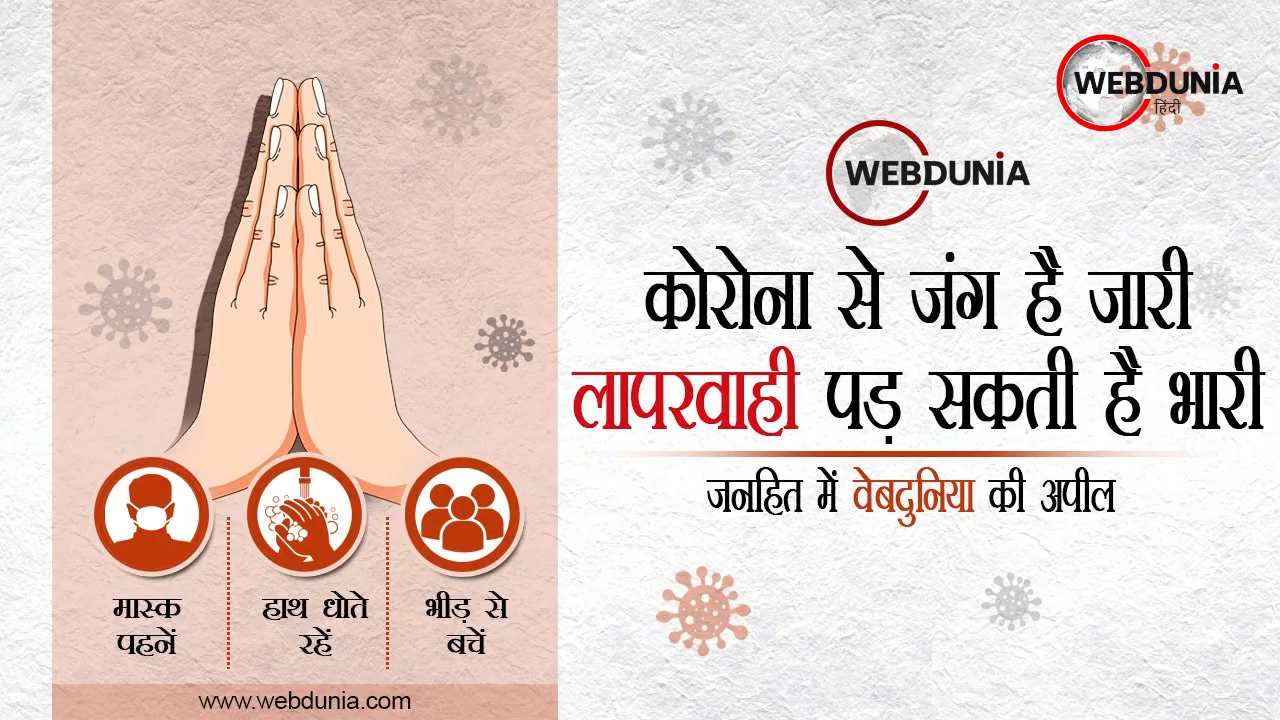 WEBDUNIA
हिंदी
WEBDUNIA
कोरोना से जंग है जारी
लापरवाही पड़ सकती है भारी
जनहित में वेबदुनिया की अपील
मास्क
पहनें
हाथ धोते
रहें
भीड़ से
बचें
www.webdunia.com